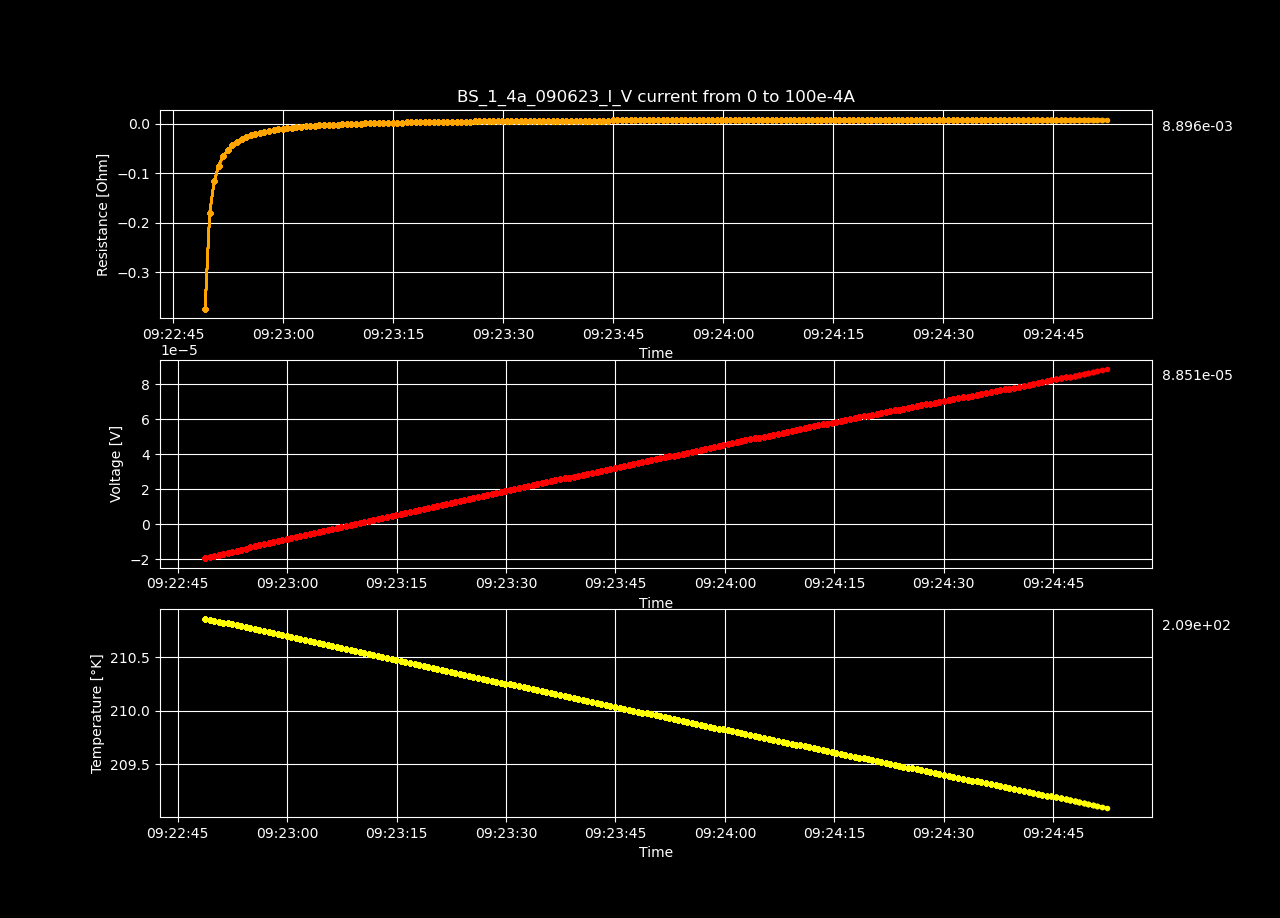 BS_1_4a_090623_I_V current from 0 to 100e-4A
8.896e-03
Resistance [Ohm]
0.0
−0.1
−0.2
−0.3
09:22:45 09:23:00 09:23:15 09:23:30 09:23:45 09:24:00 09:24:15 09:24:30 09:24:45
Time
1e−5
8.851e-05
Voltage [V]
8
6
4
2
0
−2
09:22:45 09:23:00 09:23:15 09:23:30 09:23:45 09:24:00 09:24:15 09:24:30 09:24:45
Time
2.09e+02
Temperature [°K]
210.5
210.0
209.5
09:22:45 09:23:00 09:23:15 09:23:30 09:23:45 09:24:00 09:24:15 09:24:30 09:24:45
Time